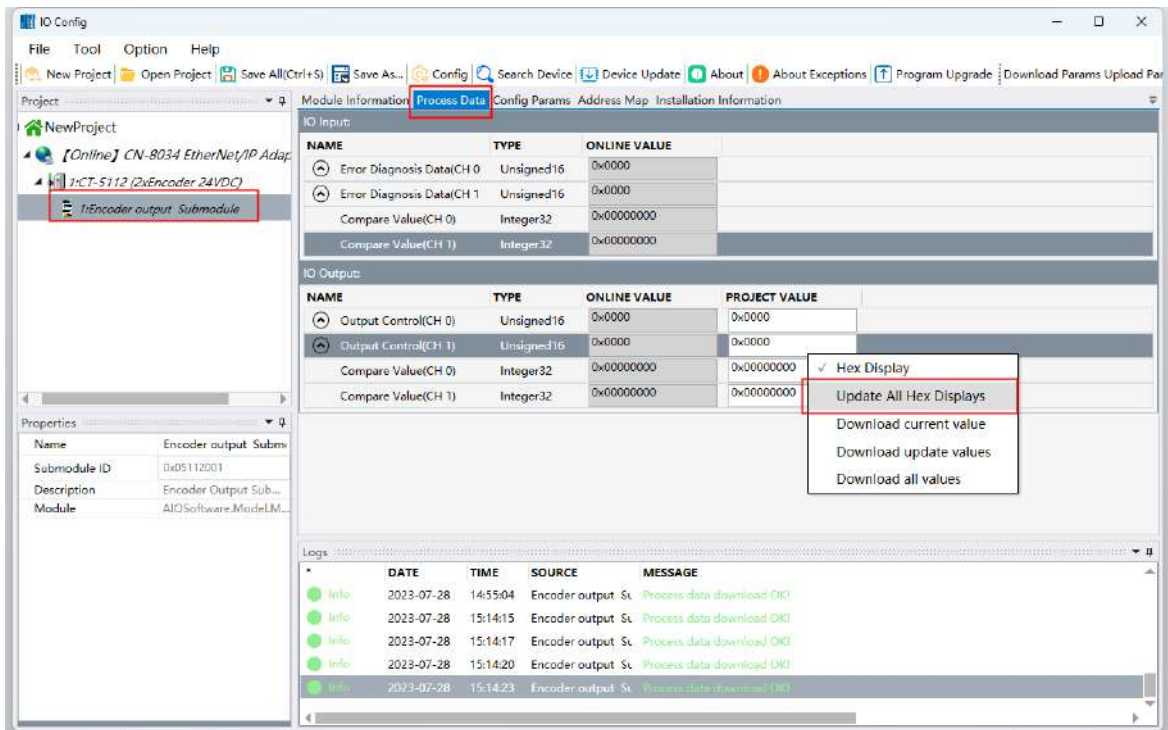 IO Config
File Tool Option Help
New Project Open Project Save All(Ctrl+S) Save As... Config Search Device Device Update About About Exceptions Program Upgrade Download Params Upload Par
Project
Module Information Process Data Config Params Address Map Installation Information
NewProject
【Online】 CN-8034 EtherNet/IP Adap
1:CT-5112 (2xEncoder 24VDC)
1:Encoder output Submodule
IO Input:
NAME TYPE ONLINE VALUE
Error Diagnosis Data(CH 0 Unsigned16 0x0000
Error Diagnosis Data(CH 1 Unsigned16 0x0000
Compare Value(CH 0) Integer32 0x00000000
Compare Value(CH 1) Integer32 0x00000000
IO Output:
NAME TYPE ONLINE VALUE PROJECT VALUE
Output Control(CH 0) Unsigned16 0x0000 0x0000
Output Control(CH 1) Unsigned16 0x0000 0x0000
Compare Value(CH 0) Integer32 0x00000000 0x00000000
Compare Value(CH 1) Integer32 0x00000000 0x00000000
✓ Hex Display
Update All Hex Displays
Download current value
Download update values
Download all values
Properties
Name Encoder output Subm
Submodule ID 0x05112001
Description Encoder Output Sub...
Module AIOSoftware.Model.M...
Logs
* DATE TIME SOURCE MESSAGE
Info 2023-07-28 14:55:04 Encoder output Su Process data download OK!
Info 2023-07-28 15:14:15 Encoder output Su Process data download OK!
Info 2023-07-28 15:14:17 Encoder output Su Process data download OK!
Info 2023-07-28 15:14:20 Encoder output Su Process data download OK!
Info 2023-07-28 15:14:23 Encoder output Su Process data download OK!